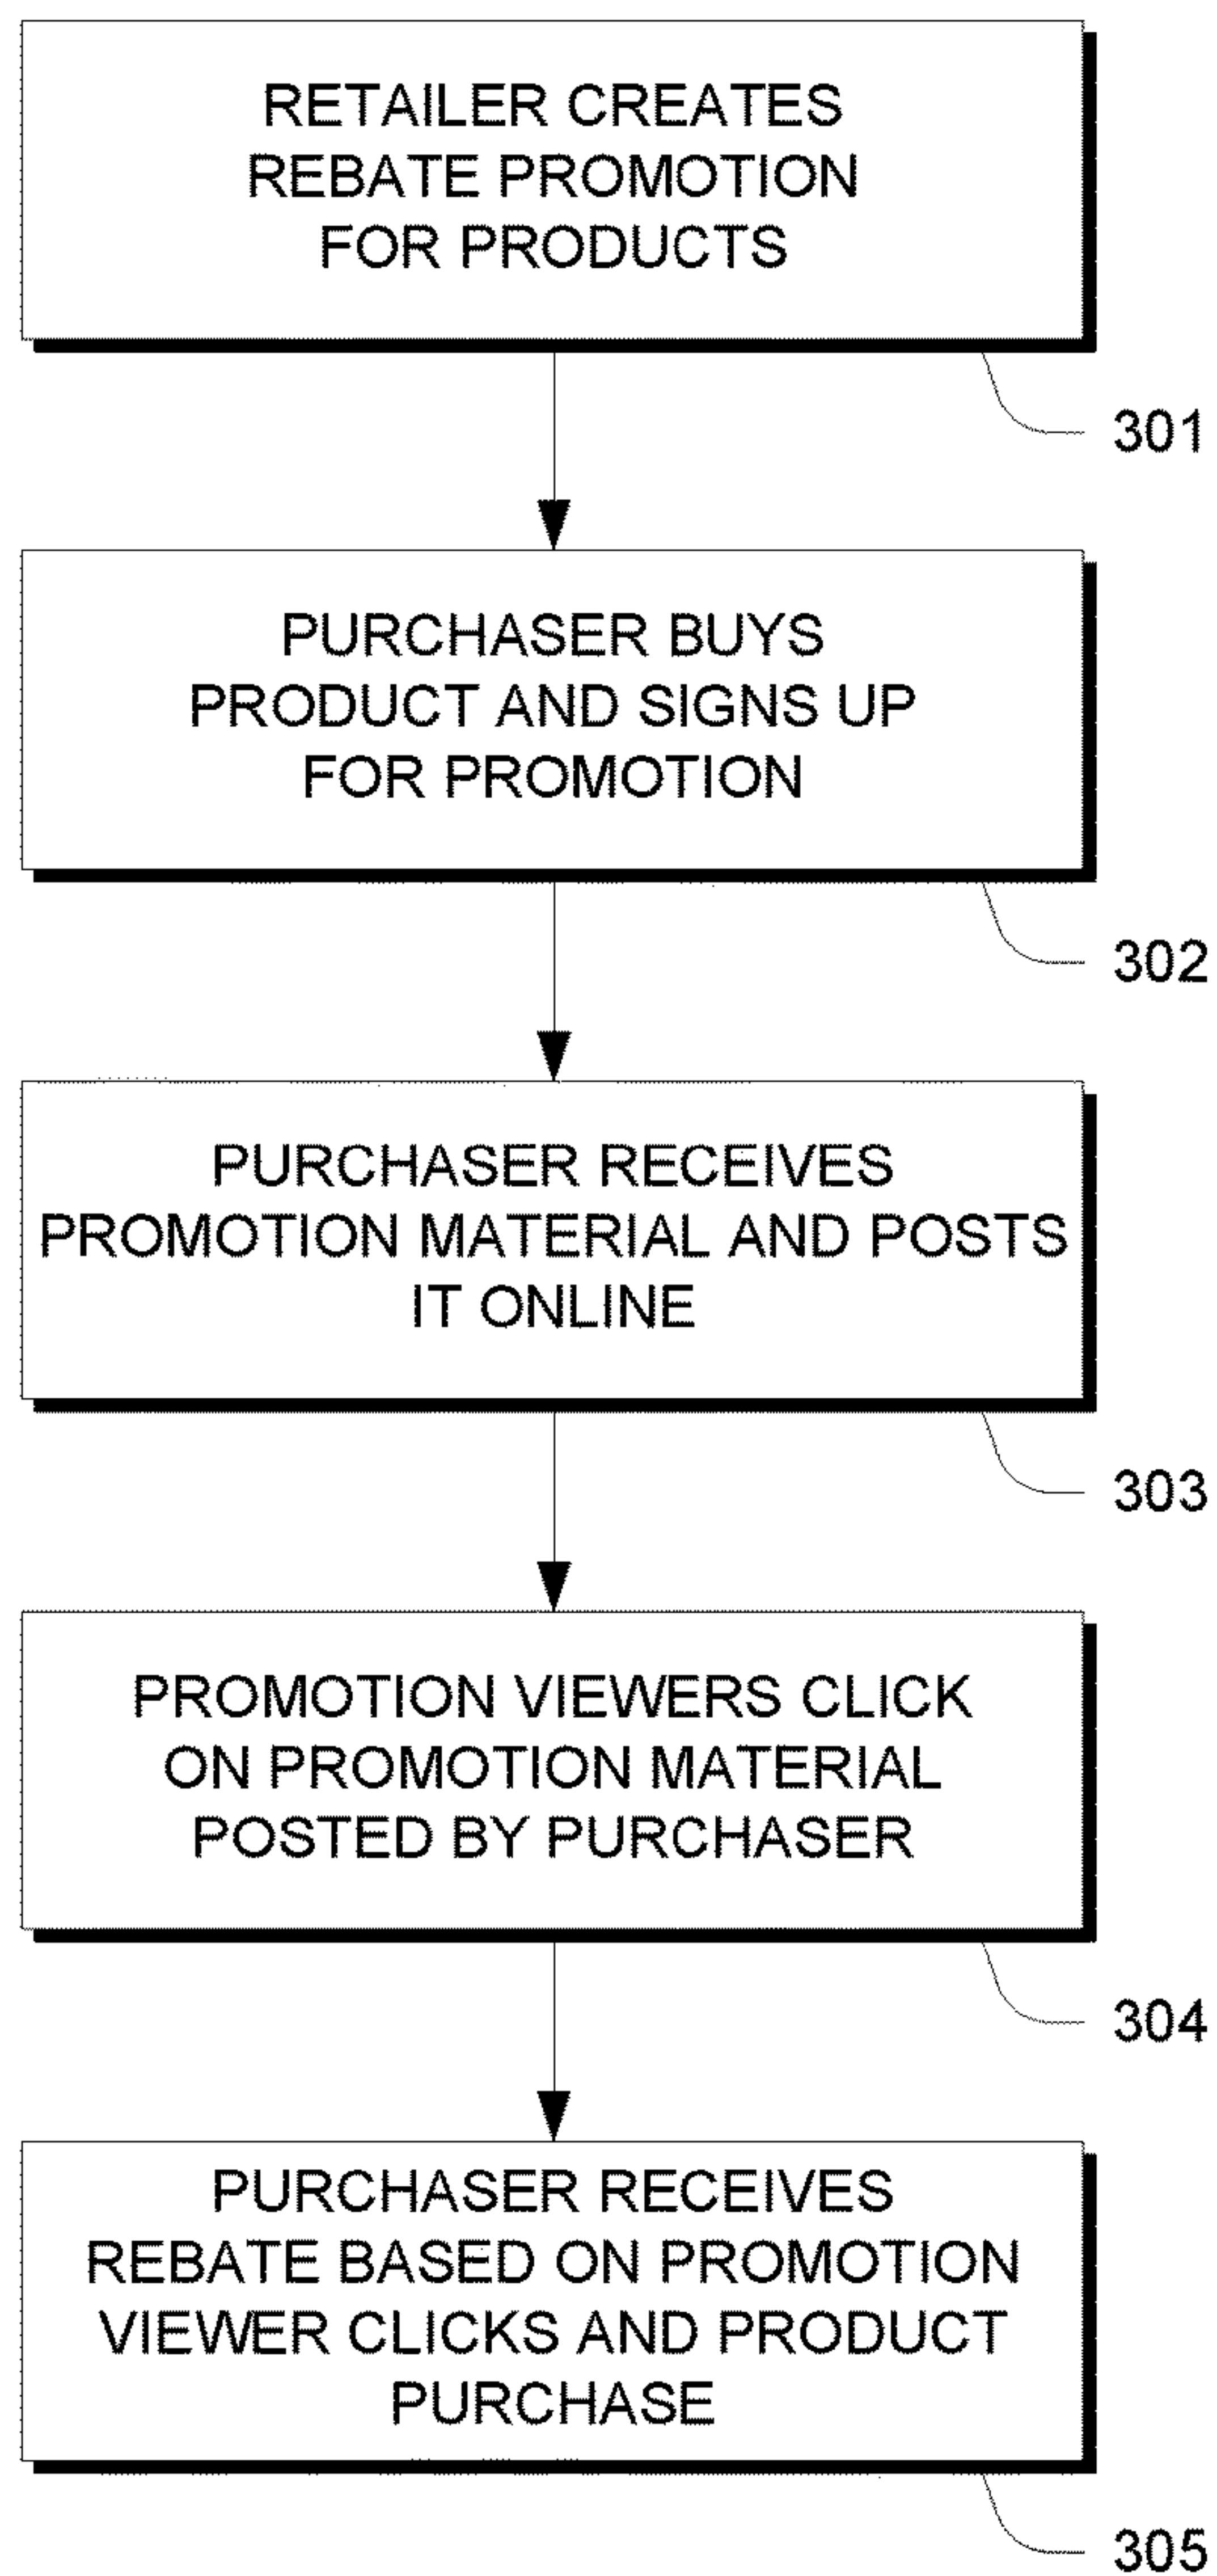 RETAILER CREATES
REBATE PROMOTION
FOR PRODUCTS
301
PURCHASER BUYS
PRODUCT AND SIGNS UP
FOR PROMOTION
302
PURCHASER RECEIVES
PROMOTION MATERIAL AND POSTS
IT ONLINE
303
PROMOTION VIEWERS CLICK
ON PROMOTION MATERIAL
POSTED BY PURCHASER
304
PURCHASER RECEIVES
REBATE BASED ON PROMOTION
VIEWER CLICKS AND PRODUCT
PURCHASE
305